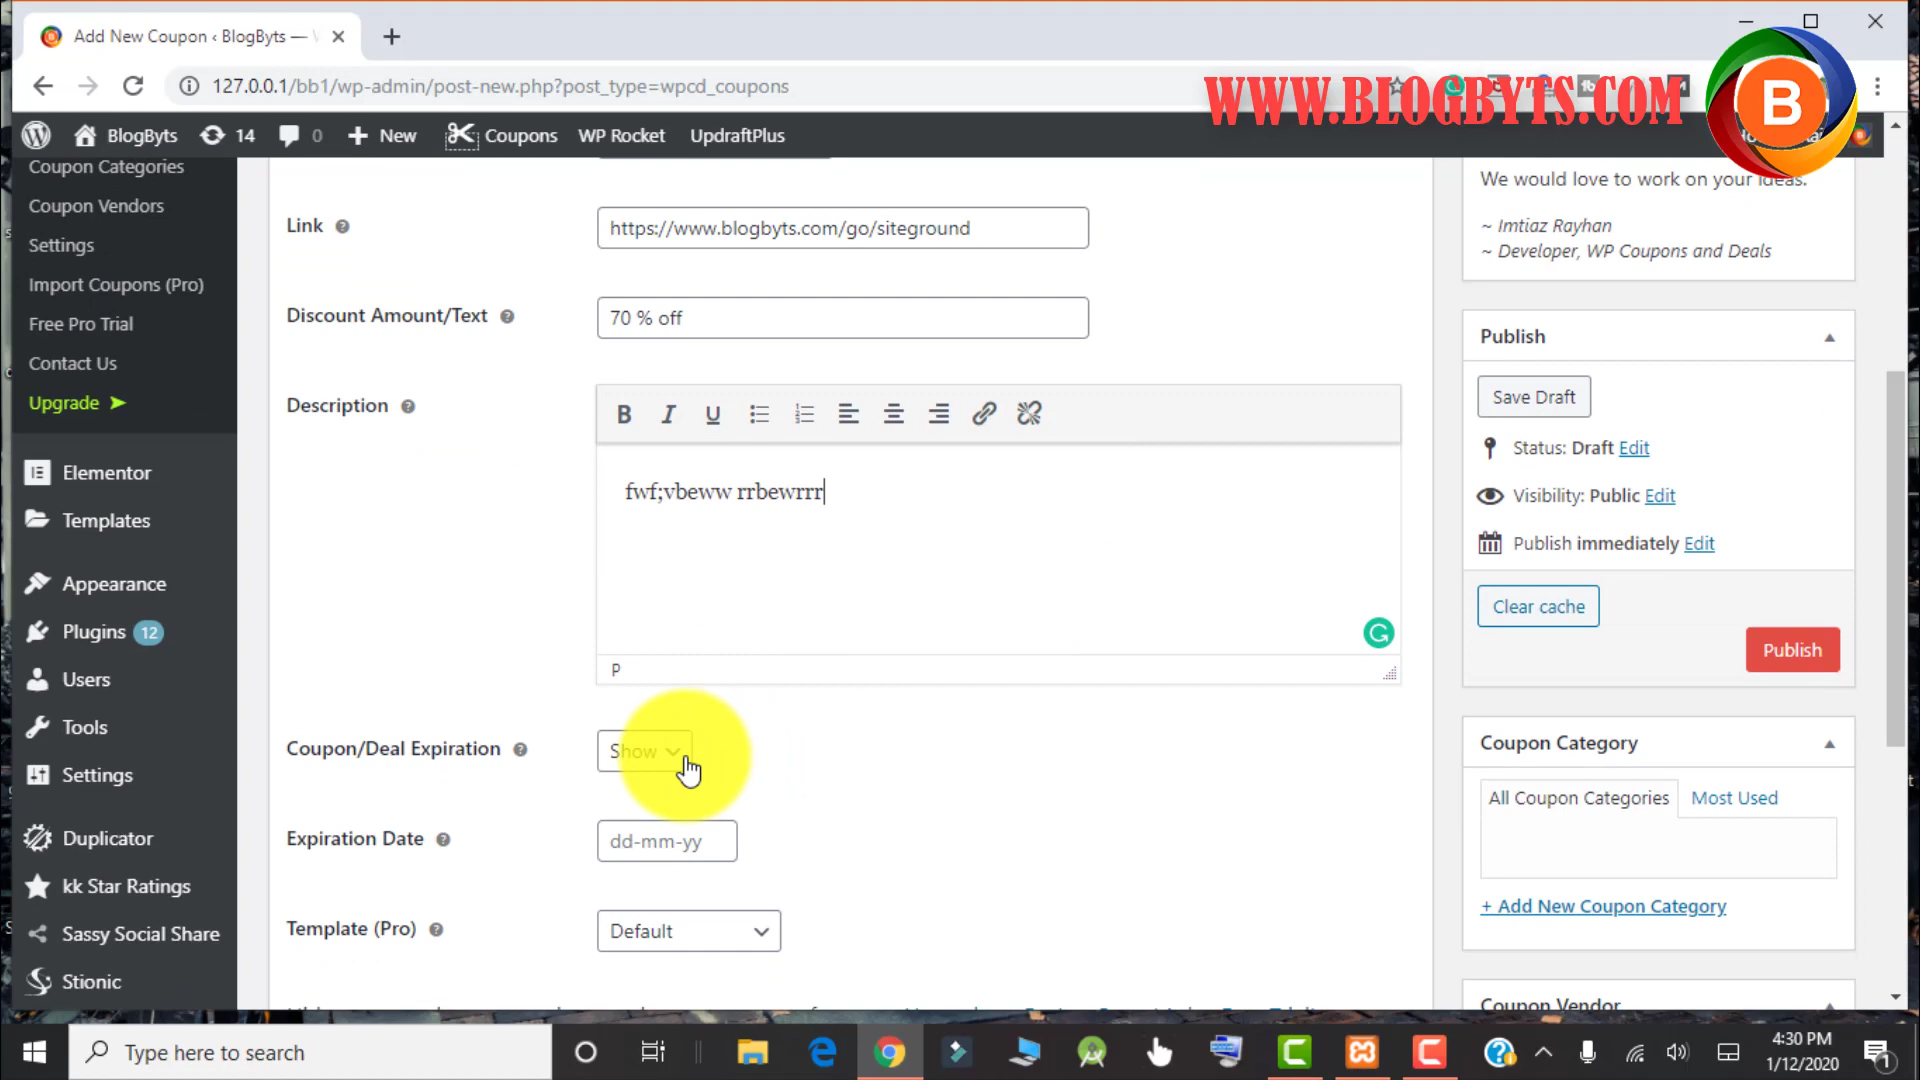 Add New Coupon ‹ BlogByts —
127.0.0.1/bb1/wp-admin/post-new.php?post_type=wpcd_coupons
WWW.BLOGBYTS.COM
B
BlogByts
14
0
New
Coupons
WP Rocket
UpdraftPlus
Coupon Categories
Coupon Vendors
Settings
Import Coupons (Pro)
Free Pro Trial
Contact Us
Upgrade ➤
Elementor
Templates
Appearance
Plugins 12
Users
Tools
Settings
Duplicator
kk Star Ratings
Sassy Social Share
Stionic
Link
https://www.blogbyts.com/go/siteground
Discount Amount/Text
70 % off
Description
B I U
fwf;vbeww rrbewrrr
P
Coupon/Deal Expiration
Show
Expiration Date
dd-mm-yy
Template (Pro)
Default
We would love to work on your ideas.
~ Imtiaz Rayhan
~ Developer, WP Coupons and Deals
Publish
Save Draft
Status: Draft Edit
Visibility: Public Edit
Publish immediately Edit
Clear cache
Publish
Coupon Category
All Coupon Categories
Most Used
+ Add New Coupon Category
Coupon Vendor
Type here to search
4:30 PM
1/12/2020
1